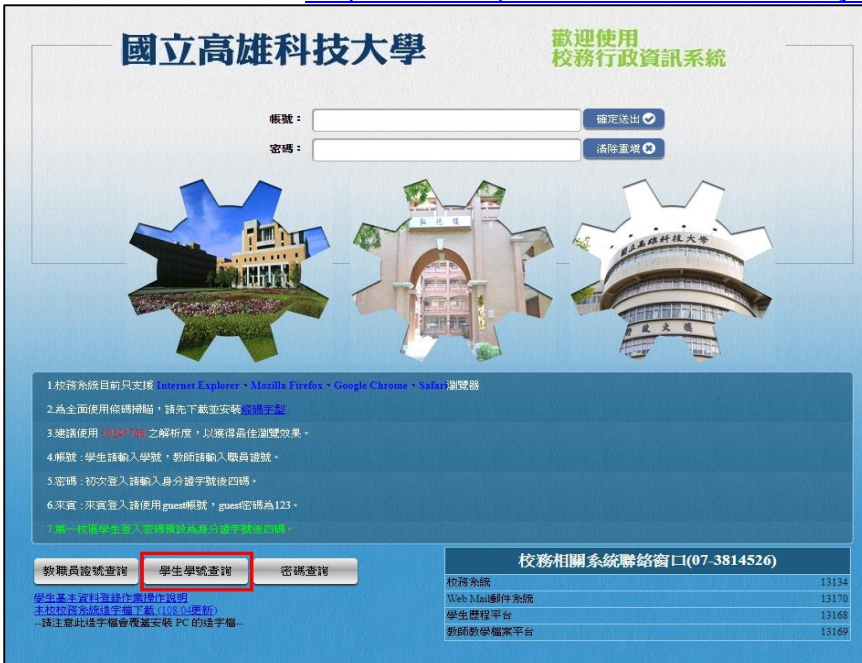 國立高雄科技大學
歡迎使用
校務行政資訊系統
帳號：
確定送出
密碼：
清除重填
弘德樓
國立高雄科技大學
行政大樓
1.校務系統目前只支援 Internet Explorer、Mozilla Firefox、Google Chrome、Safari瀏覽器
2.為全面使用條碼掃瞄，請先下載並安裝條碼字型
3.建議使用 1024*768 之解析度，以獲得最佳瀏覽效果。
4.帳號：學生請輸入學號，教師請輸入職員證號。
5.密碼：初次登入請輸入身分證字號後四碼。
6.來賓：來賓登入請使用guest帳號，guest密碼為123。
7.第一校區學生登入密碼預設為身分證字號後四碼。
教職員證號查詢
學生學號查詢
密碼查詢
學生基本資料登錄作業操作說明
本校校務系統造字檔下載 (108/04更新)
--請注意此造字檔會覆蓋安裝 PC 的造字檔--
校務相關系統聯絡窗口(07-3814526)
校務系統 13134
Web Mail郵件系統 13170
學生歷程平台 13168
教師教學檔案平台 13169